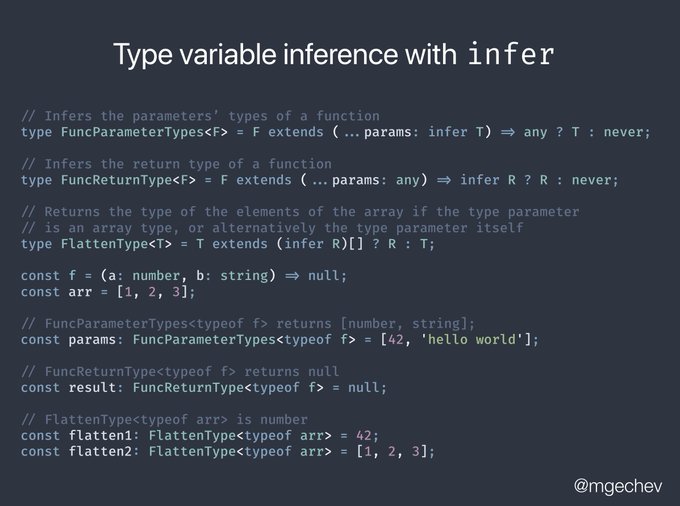 Type variable inference with infer
// Infers the parameters’ types of a function
type FuncParameterTypes<F> = F extends (...params: infer T) => any ? T : never;
// Infers the return type of a function
type FuncReturnType<F> = F extends (...params: any) => infer R ? R : never;
// Returns the type of the elements of the array if the type parameter
// is an array type, or alternatively the type parameter itself
type FlattenType<T> = T extends (infer R)[] ? R : T;
const f = (a: number, b: string) => null;
const arr = [1, 2, 3];
// FuncParameterTypes<typeof f> returns [number, string];
const params: FuncParameterTypes<typeof f> = [42, 'hello world'];
// FuncReturnType<typeof f> returns null
const result: FuncReturnType<typeof f> = null;
// FlattenType<typeof arr> is number
const flatten1: FlattenType<typeof arr> = 42;
const flatten2: FlattenType<typeof arr> = [1, 2, 3];
@mgechev